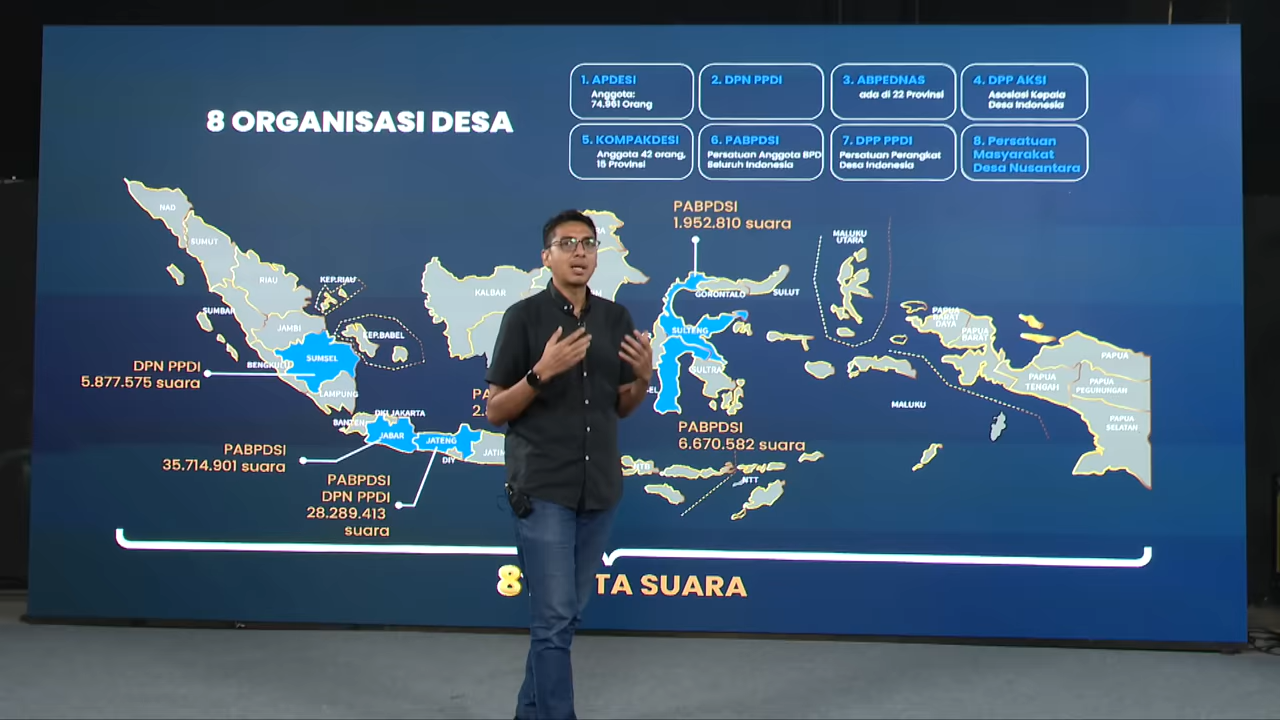 8 ORGANISASI DESA
1. APDESI
Anggota:
74.961 Orang
2. DPN PPDI
3. ABPEDNAS
ada di 22 Provinsi
4. DPP AKSI
Asosiasi Kepala
Desa Indonesia
5. KOMPAKDESI
Anggota 42 orang,
15 Provinsi
6. PABPDSI
Persatuan Anggota BPD
Seluruh Indonesia
7. DPP PPDI
Persatuan Perangkat
Desa Indonesia
8. Persatuan
Masyarakat
Desa Nusantara
NAD
SUMUT
RIAU
KEP.RIAU
SUMBAR
JAMBI
KEP.BABEL
BENGKULU
SUMSEL
LAMPUNG
DPN PPDI
5.877.575 suara
BANTEN
DKI JAKARTA
JABAR
JATENG
DIY
JATIM
PABPDSI
35.714.901 suara
PABPDSI
DPN PPDI
28.289.413
suara
KALBAR
PABPDSI
1.952.810 suara
GORONTALO
SULUT
SULTENG
SULTRA
PABPDSI
6.670.582 suara
NTB
NTT
MALUKU
UTARA
MALUKU
PAPUA
BARAT
DAYA
PAPUA
BARAT
PAPUA
TENGAH
PAPUA
PAPUA
PEGUNUNGAN
PAPUA
SELATAN
8
TA SUARA